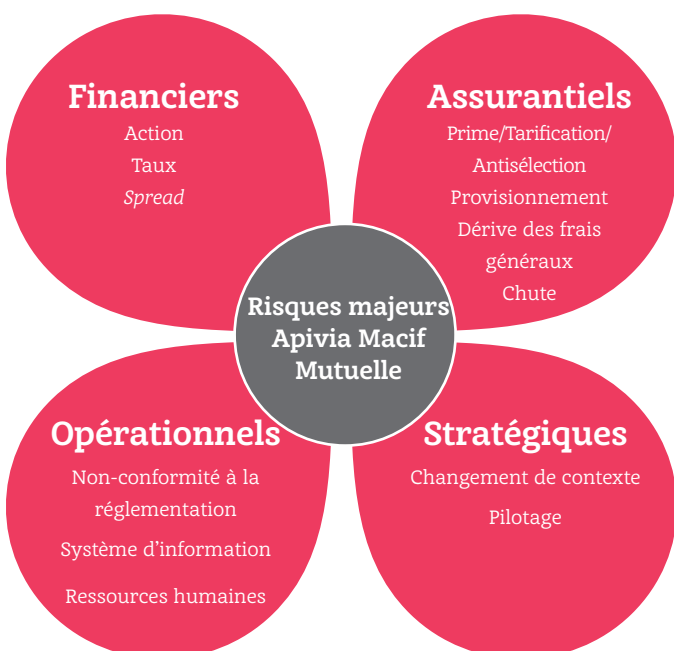 Financiers
Action
Taux
Spread
Assurantiels
Prime/Tarification/
Antisélection
Provisionnement
Dérive des frais
généraux
Chute
Risques majeurs
Apivia Macif
Mutuelle
Opérationnels
Non-conformité à la
réglementation
Système d'information
Ressources humaines
Stratégiques
Changement de contexte
Pilotage